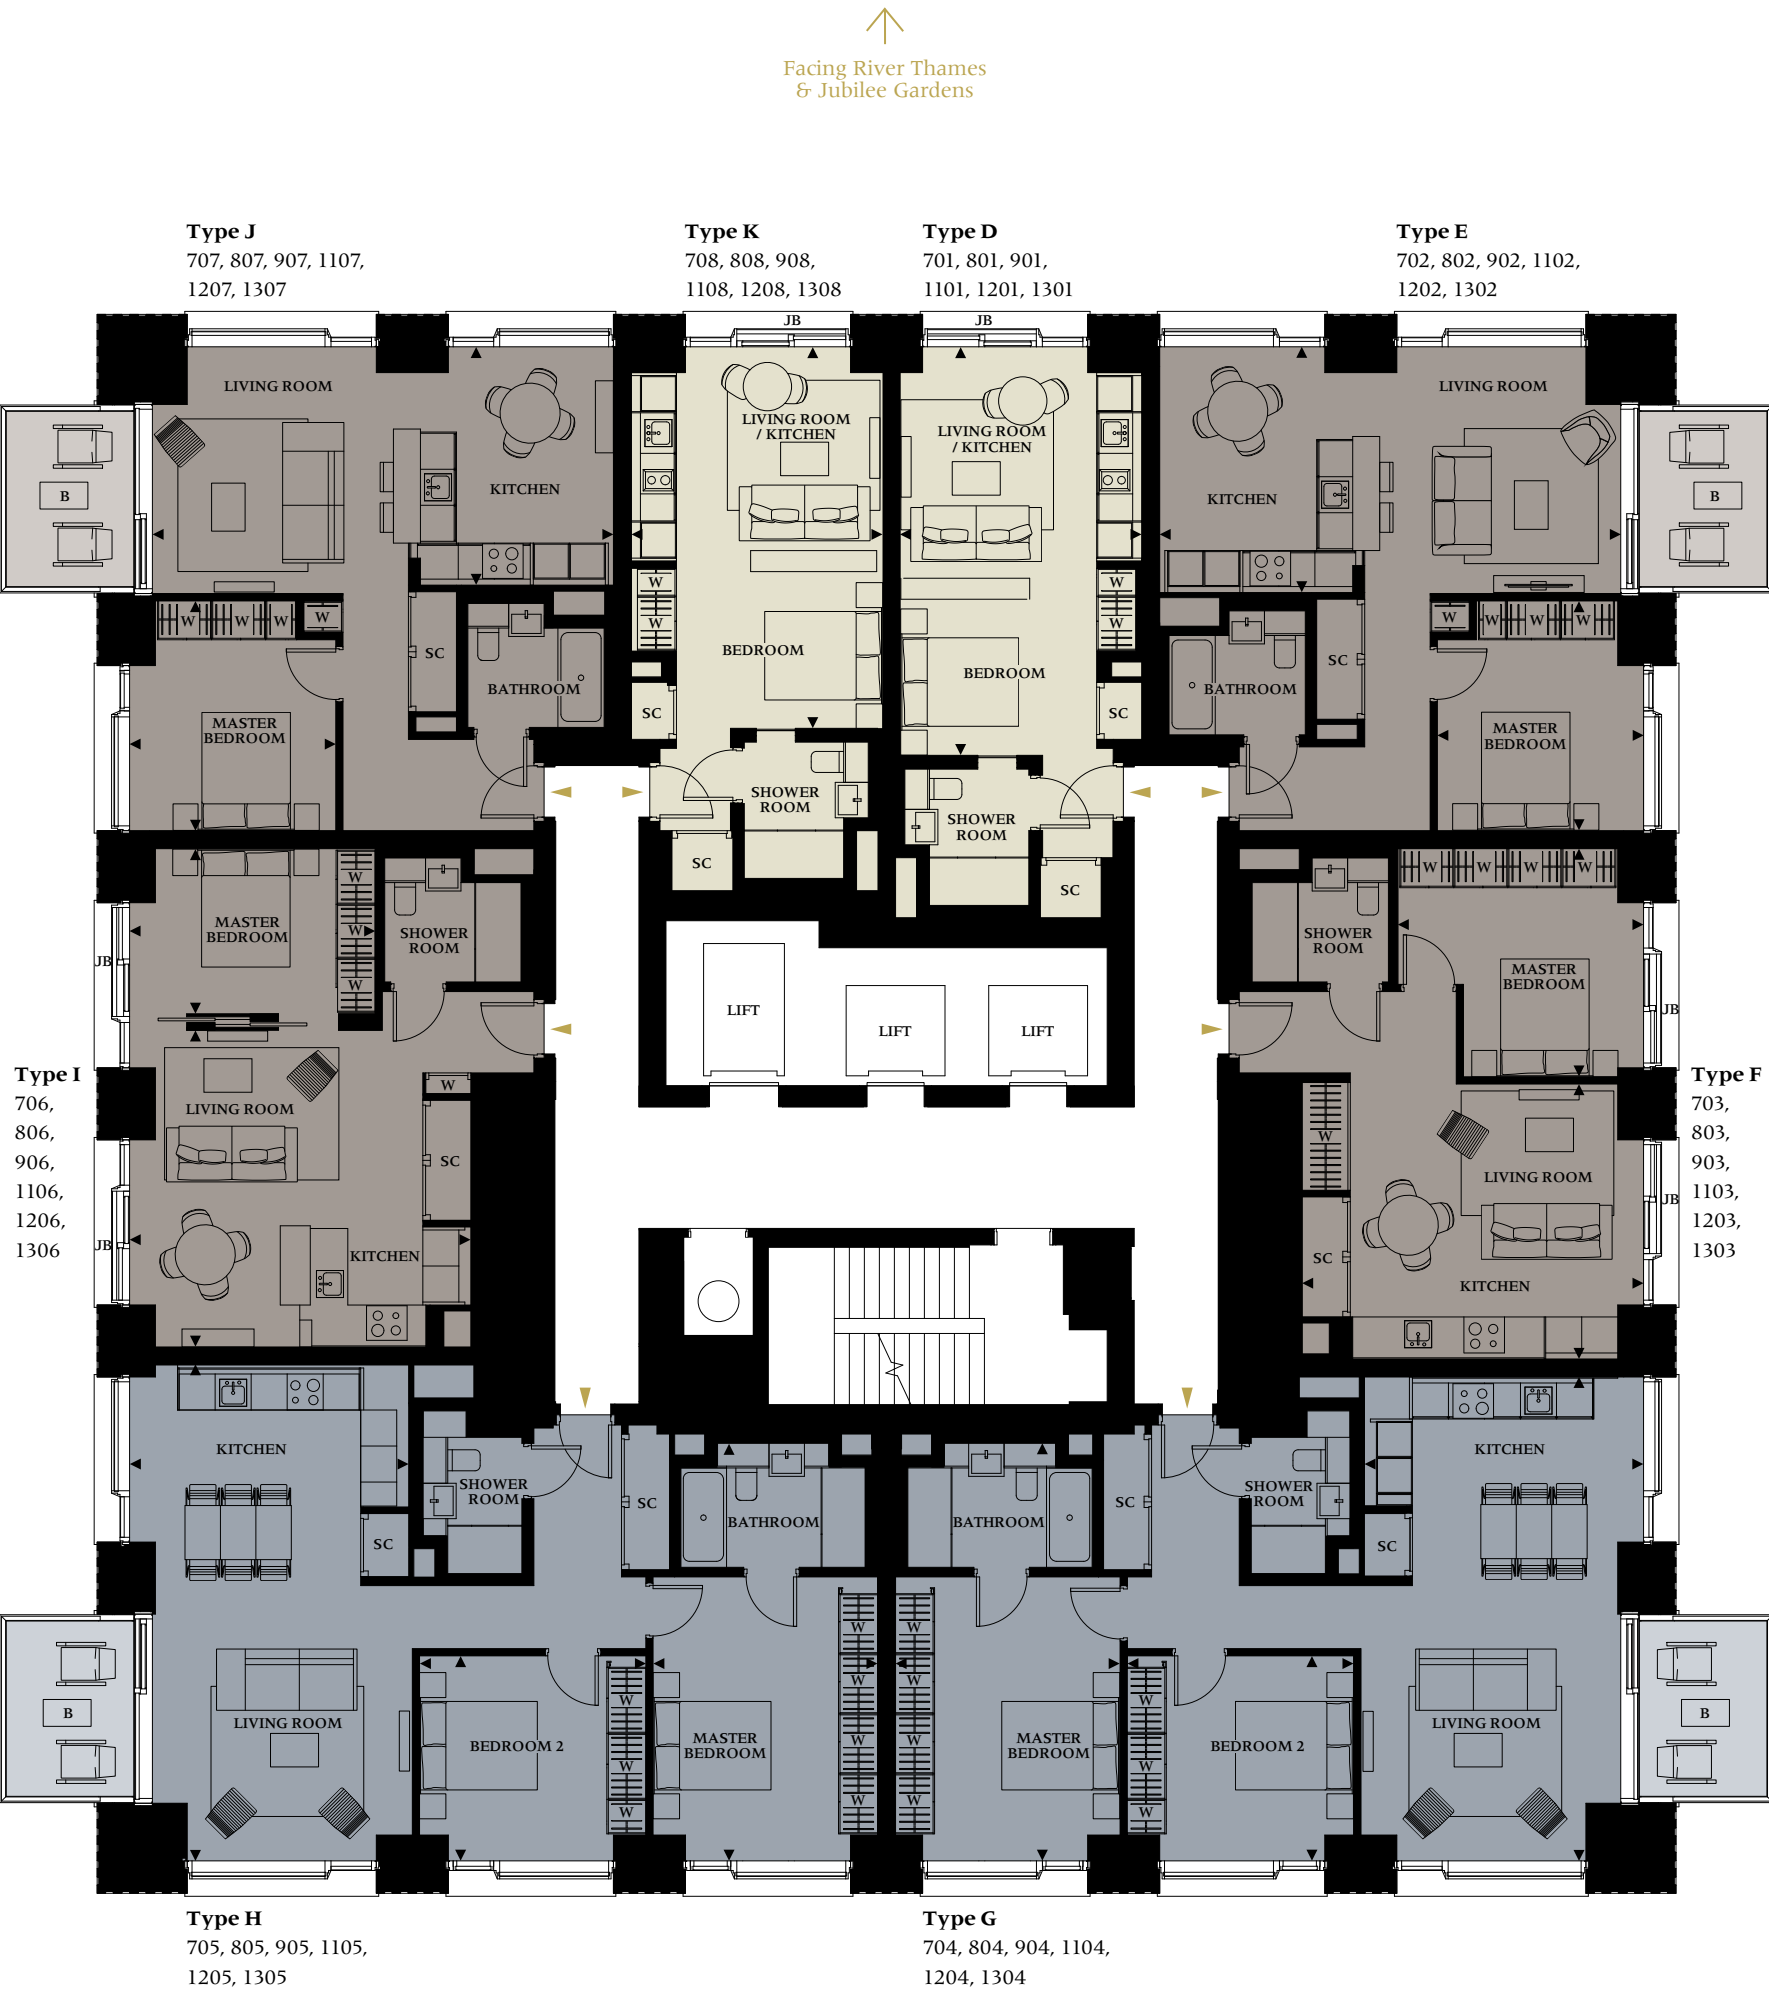 Facing River Thames
& Jubilee Gardens
Type J
707, 807, 907, 1107,
1207, 1307
Type K
708, 808, 908,
1108, 1208, 1308
Type D
701, 801, 901,
1101, 1201, 1301
Type E
702, 802, 902, 1102,
1202, 1302
JB
JB
LIVING ROOM
KITCHEN
B
W
W
W
W
SC
BATHROOM
MASTER
BEDROOM
LIVING ROOM
/ KITCHEN
W
W
BEDROOM
SC
SHOWER
ROOM
SC
LIVING ROOM
/ KITCHEN
W
W
BEDROOM
SC
SHOWER
ROOM
SC
LIVING ROOM
KITCHEN
B
W
W
W
W
SC
BATHROOM
MASTER
BEDROOM
MASTER
BEDROOM
W
W
W
SHOWER
ROOM
JB
LIVING ROOM
W
SC
JB
KITCHEN
Type I
706,
806,
906,
1106,
1206,
1306
LIFT
LIFT
LIFT
W
W
W
W
SHOWER
ROOM
MASTER
BEDROOM
JB
W
LIVING ROOM
JB
SC
KITCHEN
Type F
703,
803,
903,
1103,
1203,
1303
KITCHEN
SC
SHOWER
ROOM
SC
BATHROOM
B
LIVING ROOM
BEDROOM 2
W
W
W
MASTER
BEDROOM
W
W
W
W
BATHROOM
SC
SHOWER
ROOM
KITCHEN
SC
W
W
W
W
MASTER
BEDROOM
W
W
W
BEDROOM 2
LIVING ROOM
B
Type H
705, 805, 905, 1105,
1205, 1305
Type G
704, 804, 904, 1104,
1204, 1304